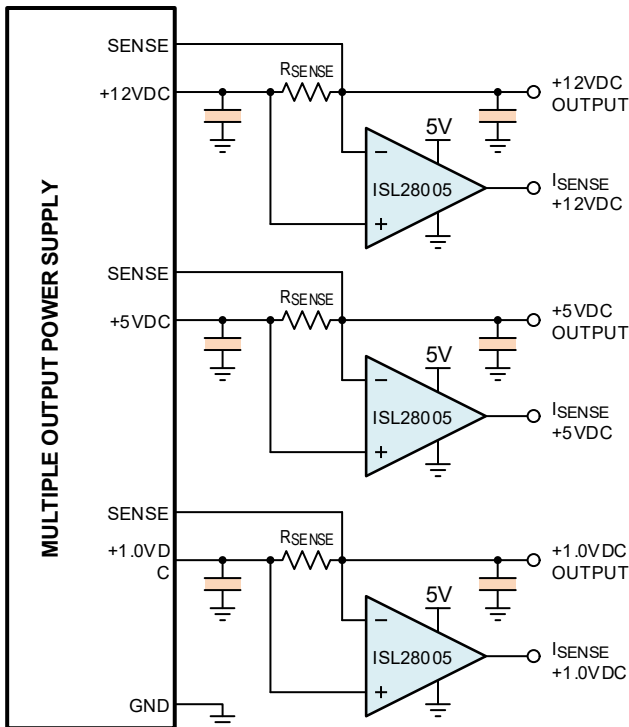 MULTIPLE OUTPUT POWER SUPPLY
SENSE
+12VDC
RSENSE
+12VDC
OUTPUT
5V
−
ISL28005
+
ISENSE
+12VDC
SENSE
+5VDC
RSENSE
+5VDC
OUTPUT
5V
−
ISL28005
+
ISENSE
+5VDC
SENSE
+1.0VD
C
RSENSE
+1.0VDC
OUTPUT
5V
−
ISL28005
+
ISENSE
+1.0VDC
GND